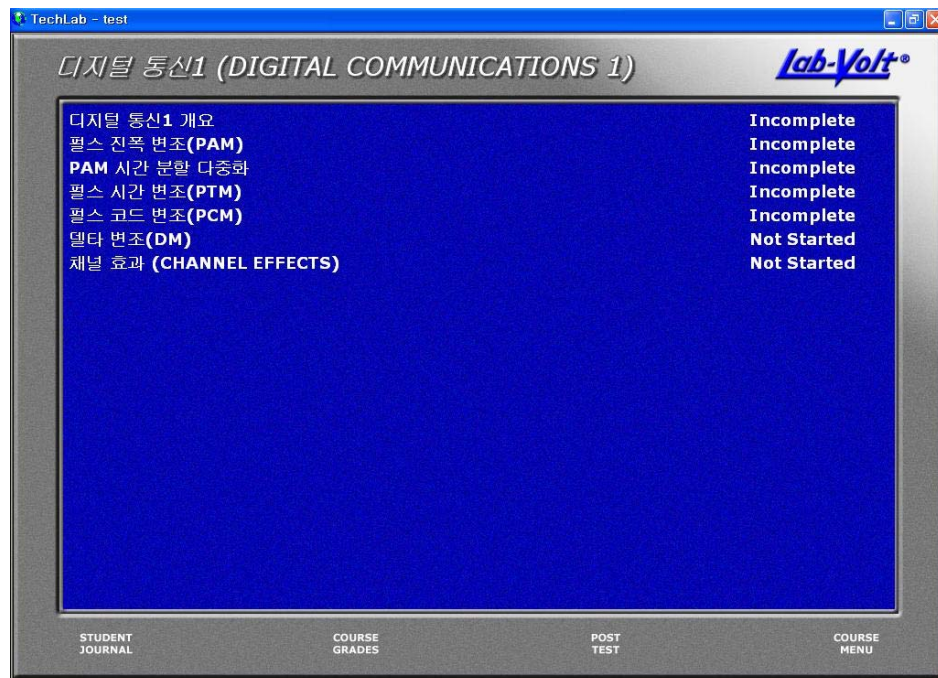 TechLab - test
디지털 통신1 (DIGITAL COMMUNICATIONS 1)
Lab-Volt®
디지털 통신1 개요 Incomplete
펄스 진폭 변조(PAM) Incomplete
PAM 시간 분할 다중화 Incomplete
펄스 시간 변조(PTM) Incomplete
펄스 코드 변조(PCM) Incomplete
델타 변조(DM) Not Started
채널 효과 (CHANNEL EFFECTS) Not Started
STUDENT COURSE POST COURSE
JOURNAL GRADES TEST MENU